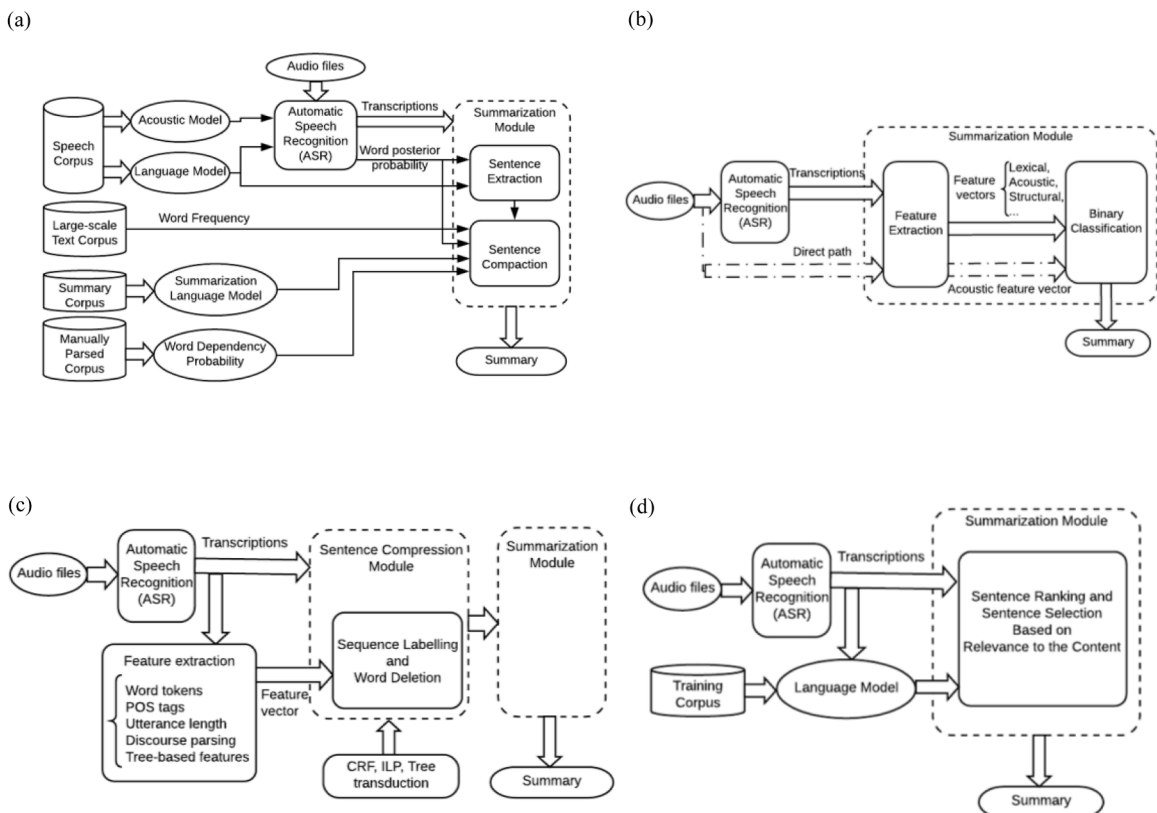 (a)
Audio files
Speech
Corpus
Acoustic Model
Language Model
Automatic
Speech
Recognition
(ASR)
Transcriptions
Word posterior
probability
Summarization
Module
Sentence
Extraction
Large-scale
Text Corpus
Word Frequency
Sentence
Compaction
Summary
Corpus
Summarization
Language Model
Manually
Parsed
Corpus
Word Dependency
Probability
Summary
(b)
Summarization Module
Audio files
Automatic
Speech
Recognition
(ASR)
Transcriptions
Feature
Extraction
Feature
vectors
Lexical,
Acoustic,
Structural,
...
Binary
Classification
Direct path
Acoustic feature vector
Summary
(c)
Audio files
Automatic
Speech
Recognition
(ASR)
Transcriptions
Sentence Compression
Module
Summarization
Module
Sequence Labelling
and
Word Deletion
Feature extraction
Word tokens
POS tags
Utterance length
Discourse parsing
Tree-based features
Feature
vector
CRF, ILP, Tree
transduction
Summary
(d)
Summarization Module
Audio files
Automatic
Speech
Recognition
(ASR)
Transcriptions
Sentence Ranking and
Sentence Selection
Based on
Relevance to the Content
Training
Corpus
Language Model
Summary